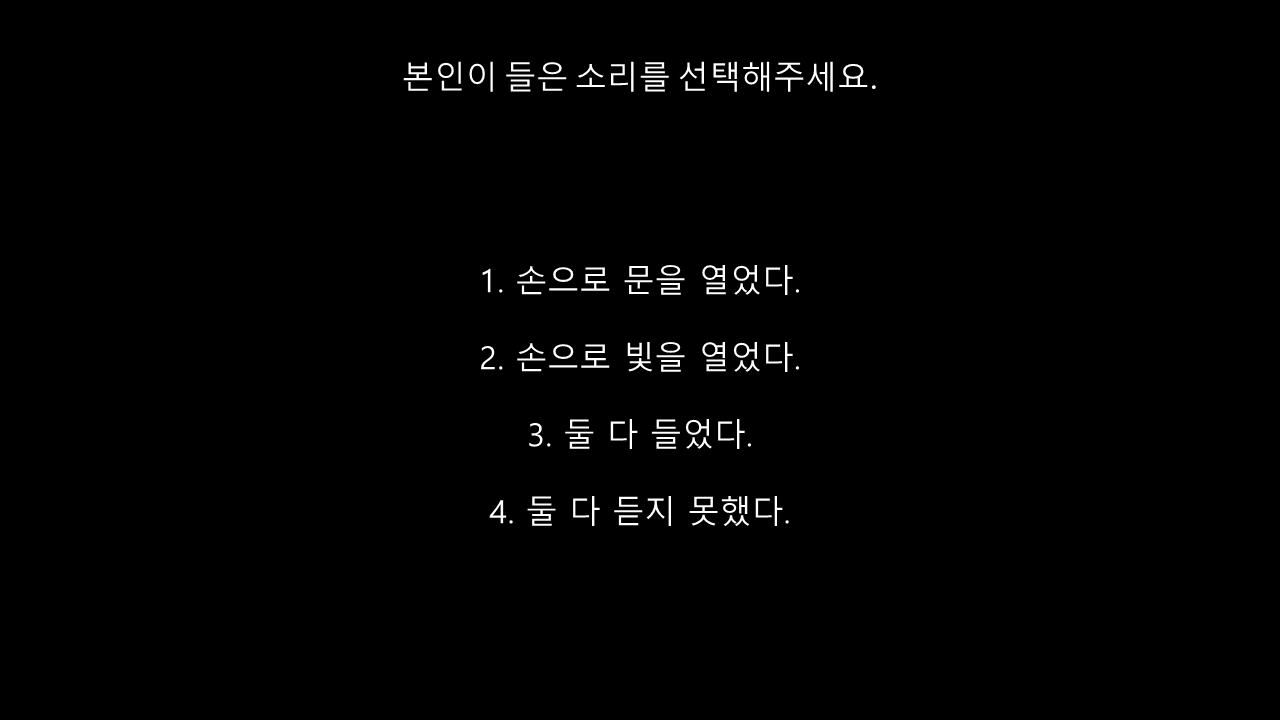 본인이 들은 소리를 선택해주세요.
1. 손으로 문을 열었다.
2. 손으로 빛을 열었다.
3. 둘 다 들었다.
4. 둘 다 듣지 못했다.